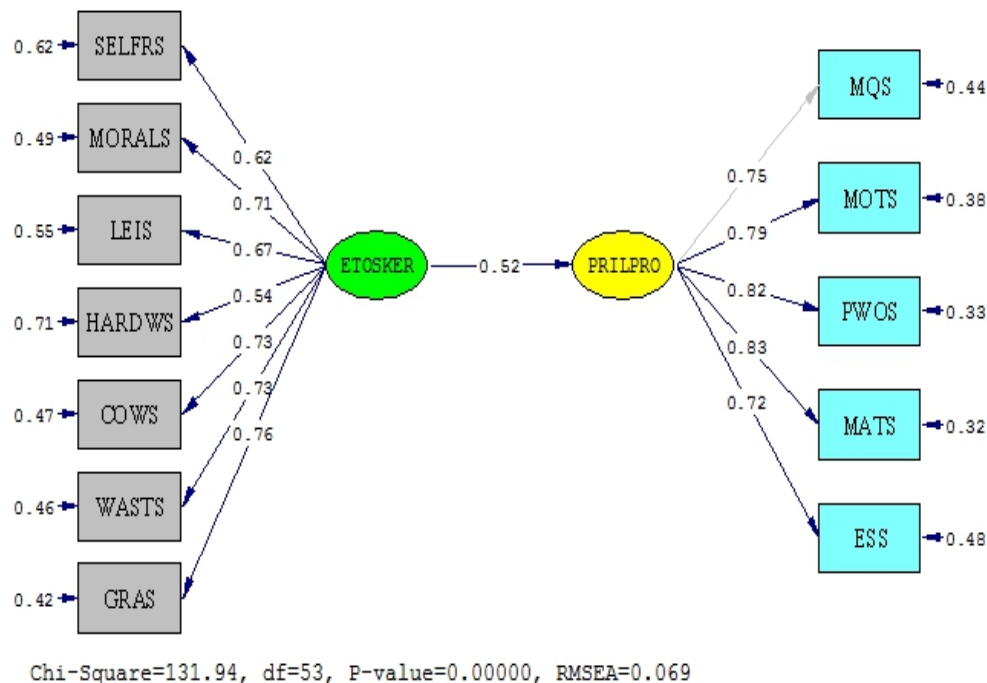 0.62 SELFRS
0.49 MORALS
0.55 LEIS
0.71 HARDWS
0.47 COWS
0.46 WASTS
0.42 GRAS
0.62
0.71
0.67
0.54
0.73
0.73
0.76
ETOSKER
0.52
PRILPRO
0.75
0.79
0.82
0.83
0.72
MQS 0.44
MOTS 0.38
PWOS 0.33
MATS 0.32
ESS 0.48
Chi-Square=131.94, df=53, P-value=0.00000, RMSEA=0.069